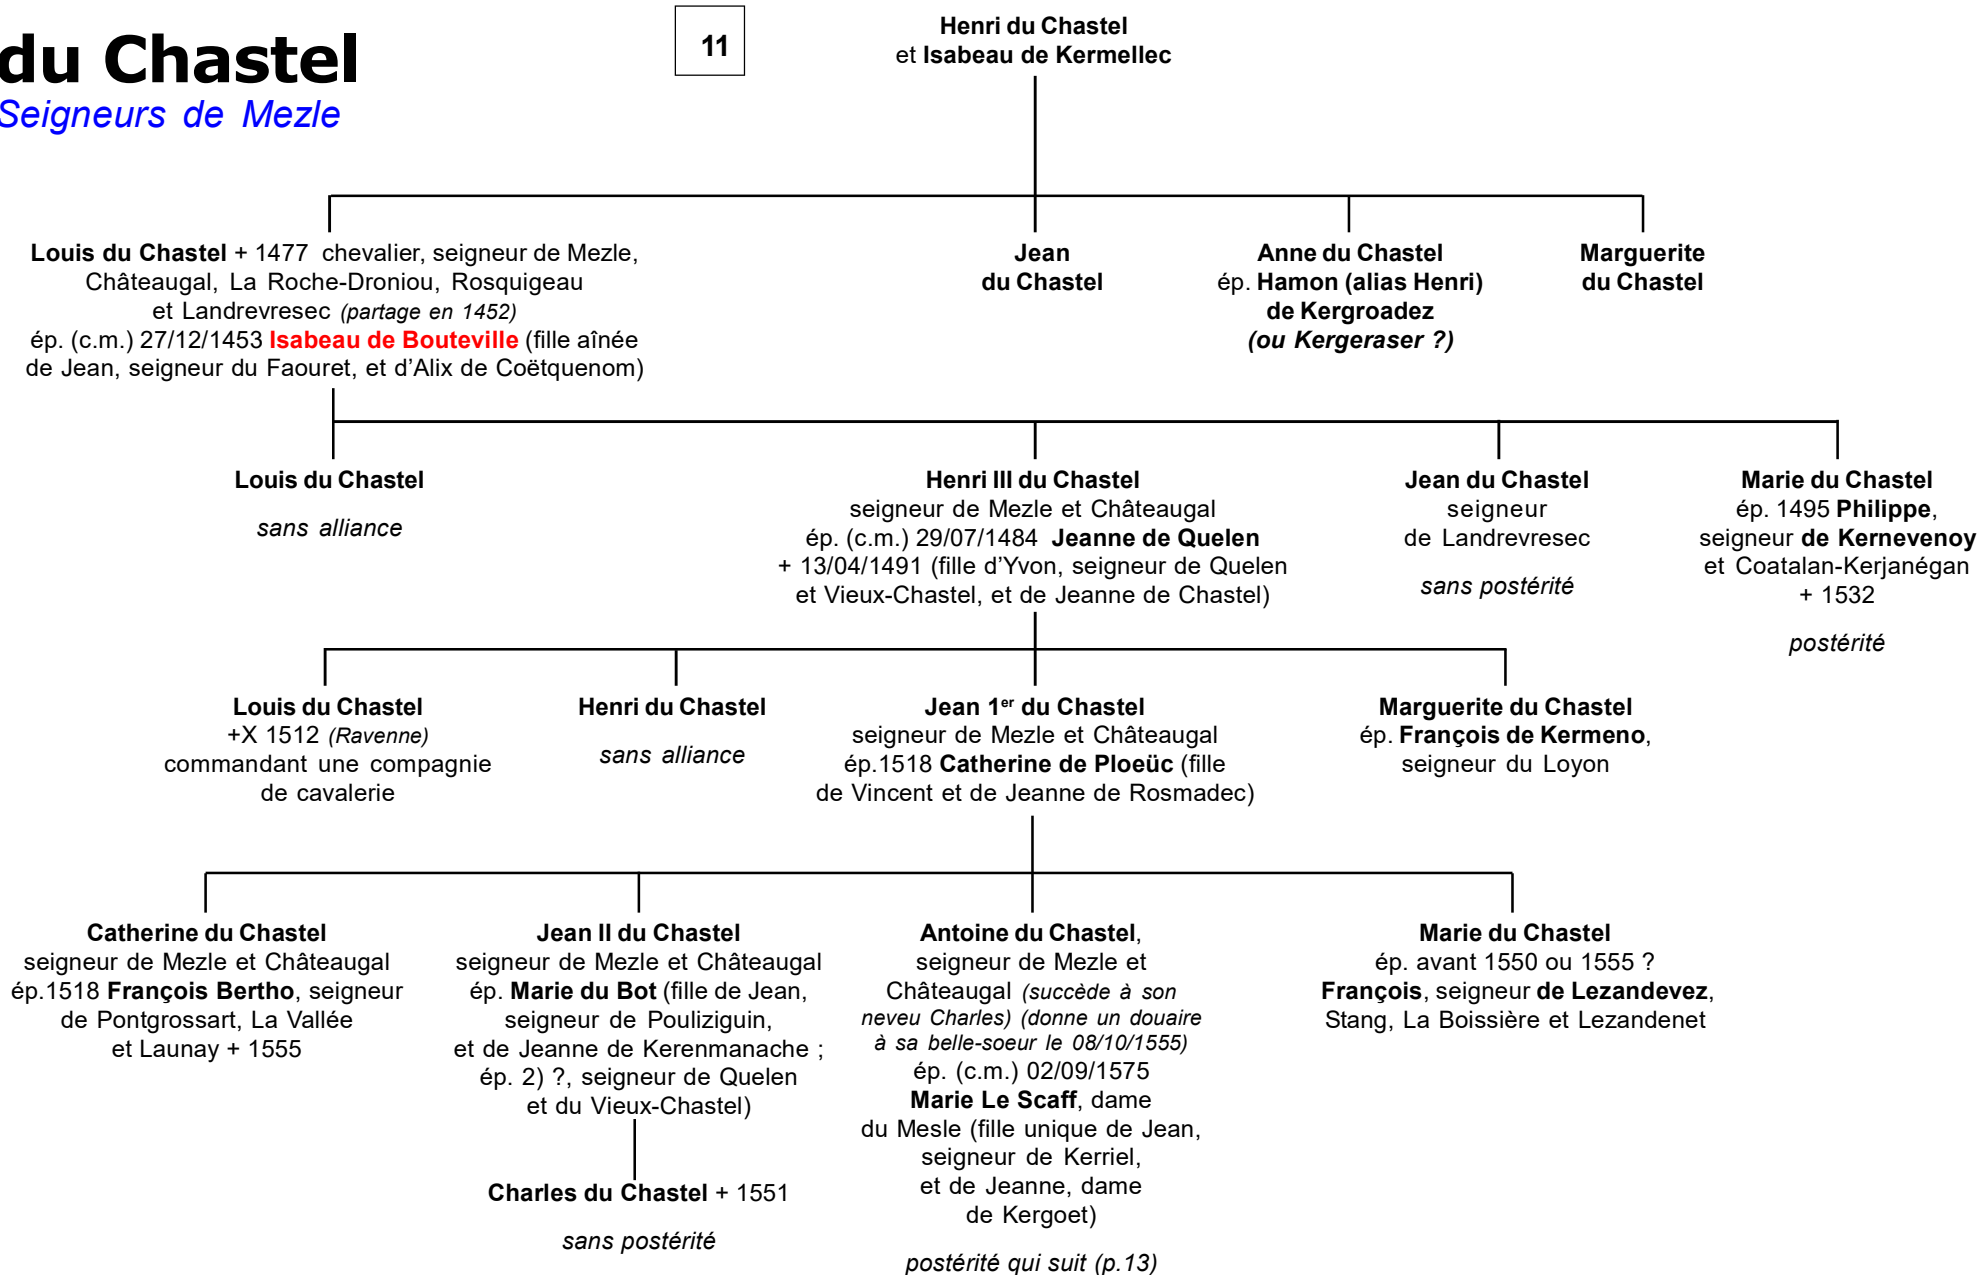 du Chastel
Seigneurs de Mezle
11
Henri du Chastel
et Isabeau de Kermellec
Louis du Chastel + 1477 chevalier, seigneur de Mezle,
Châteaugal, La Roche-Droniou, Rosquigeau
et Landrevresec (partage en 1452)
ép. (c.m.) 27/12/1453 Isabeau de Bouteville (fille aînée
de Jean, seigneur du Faouret, et d’Alix de Coëtquenom)
Jean
du Chastel
Anne du Chastel
ép. Hamon (alias Henri)
de Kergroadez
(ou Kergeraser ?)
Marguerite
du Chastel
Louis du Chastel
sans alliance
Henri III du Chastel
seigneur de Mezle et Châteaugal
ép. (c.m.) 29/07/1484 Jeanne de Quelen
+ 13/04/1491 (fille d’Yvon, seigneur de Quelen
et Vieux-Chastel, et de Jeanne de Chastel)
Jean du Chastel
seigneur
de Landrevresec
sans postérité
Marie du Chastel
ép. 1495 Philippe,
seigneur de Kernevenoy
et Coatalan-Kerjanégan
+ 1532
postérité
Louis du Chastel
+X 1512 (Ravenne)
commandant une compagnie
de cavalerie
Henri du Chastel
sans alliance
Jean 1er du Chastel
seigneur de Mezle et Châteaugal
ép.1518 Catherine de Ploeüc (fille
de Vincent et de Jeanne de Rosmadec)
Marguerite du Chastel
ép. François de Kermeno,
seigneur du Loyon
Catherine du Chastel
seigneur de Mezle et Châteaugal
ép.1518 François Bertho, seigneur
de Pontgrossart, La Vallée
et Launay + 1555
Jean II du Chastel
seigneur de Mezle et Châteaugal
ép. Marie du Bot (fille de Jean,
seigneur de Pouliziguin,
et de Jeanne de Kerenmanache ;
ép. 2) ?, seigneur de Quelen
et du Vieux-Chastel)
Charles du Chastel + 1551
sans postérité
Antoine du Chastel,
seigneur de Mezle et
Châteaugal (succède à son
neveu Charles) (donne un douaire
à sa belle-soeur le 08/10/1555)
ép. (c.m.) 02/09/1575
Marie Le Scaff, dame
du Mesle (fille unique de Jean,
seigneur de Kerriel,
et de Jeanne, dame
de Kergoet)
postérité qui suit (p.13)
Marie du Chastel
ép. avant 1550 ou 1555 ?
François, seigneur de Lezandevez,
Stang, La Boissière et Lezandenet